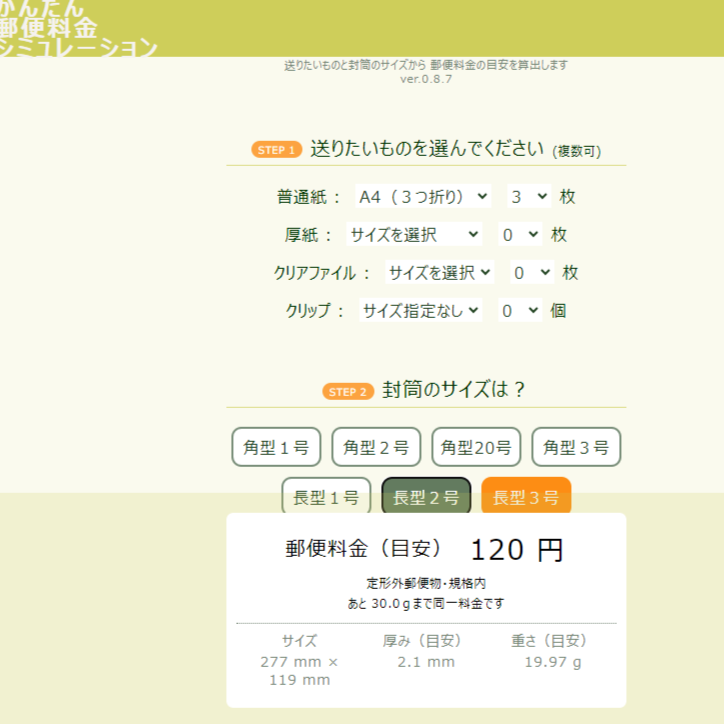 かんたん
郵便料金
シミュレーション
送りたいものと封筒のサイズから 郵便料金の目安を算出します
ver.0.8.7
STEP 1 送りたいものを選んでください (複数可)
普通紙： A4（３つ折り） 3 枚
厚紙： サイズを選択 0 枚
クリアファイル： サイズを選択 0 枚
クリップ： サイズ指定なし 0 個
STEP 2 封筒のサイズは？
角型１号 角型２号 角型20号 角型３号
長型１号 長型２号 長型３号
郵便料金（目安） 120 円
定形外郵便物・規格内
あと 30.0ｇまで同一料金です
サイズ 厚み（目安） 重さ（目安）
277 mm × 2.1 mm 19.97 g
119 mm